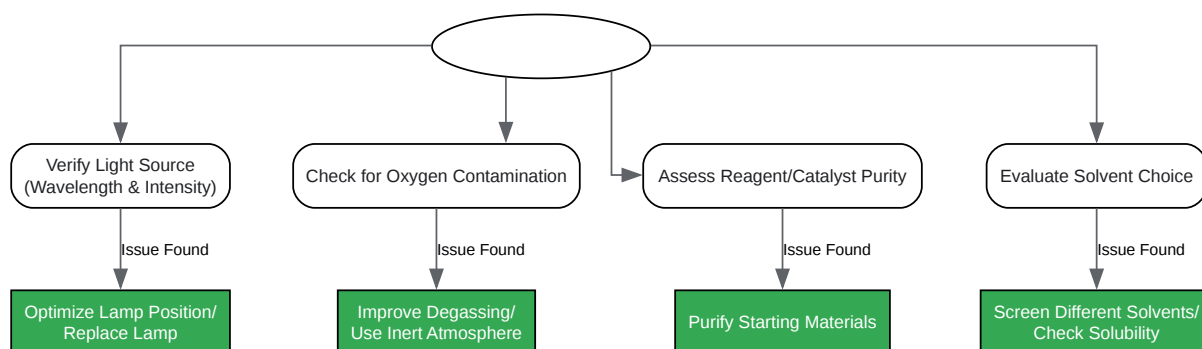 Verify Light Source
(Wavelength & Intensity)
Check for Oxygen Contamination
Assess Reagent/Catalyst Purity
Evaluate Solvent Choice
Issue Found
Issue Found
Issue Found
Issue Found
Optimize Lamp Position/
Replace Lamp
Improve Degassing/
Use Inert Atmosphere
Purify Starting Materials
Screen Different Solvents/
Check Solubility